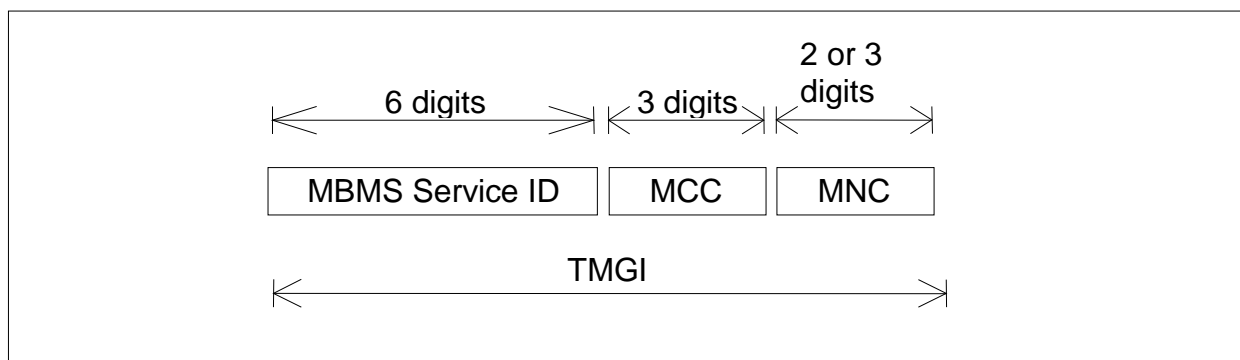 2 or 3
digits
6 digits
3 digits
MBMS Service ID
MCC
MNC
TMGI